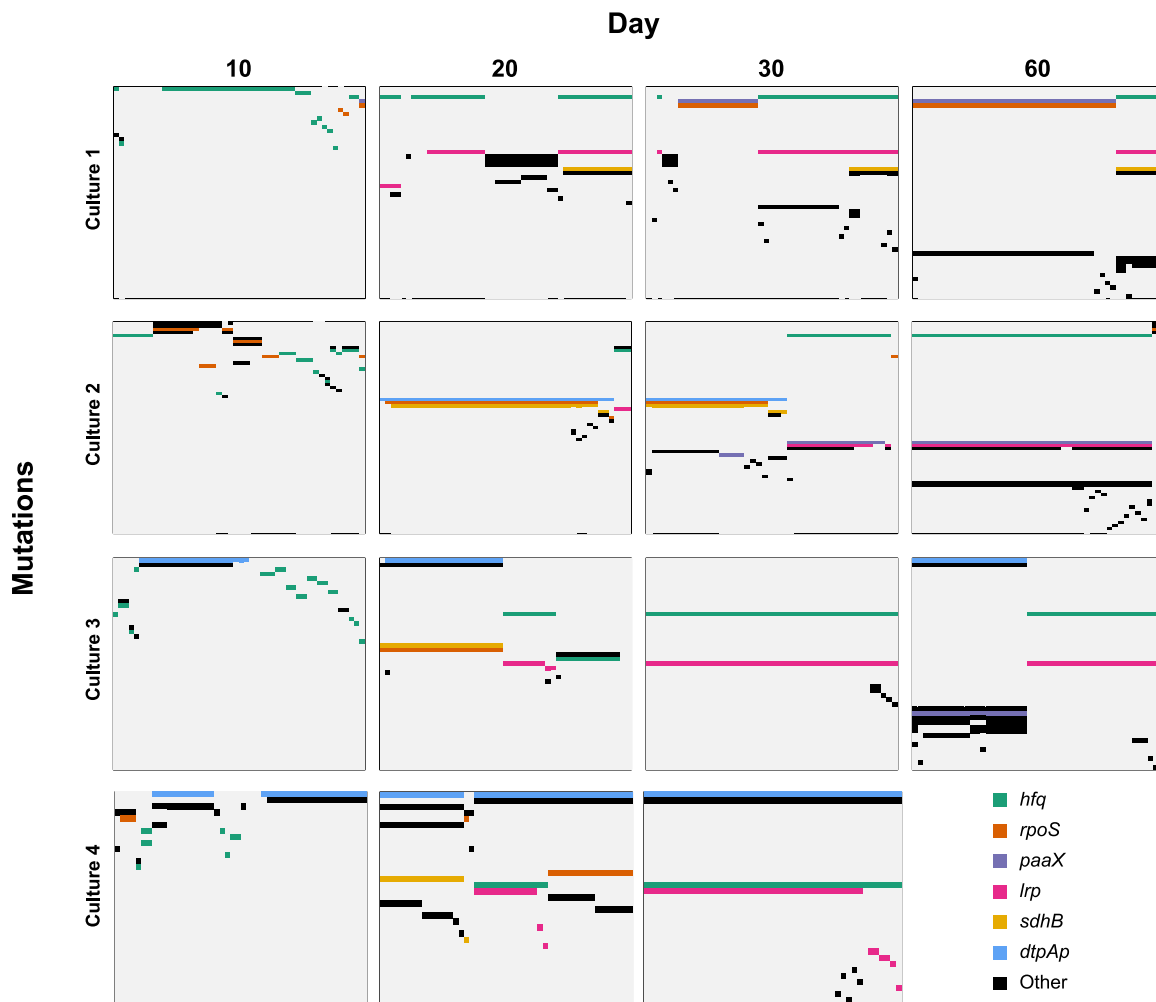 Day
10 20 30 60
Culture 1
Culture 2
Culture 3
Culture 4
Mutations
hfq
rpoS
paaX
lrp
sdhB
dtpAp
Other